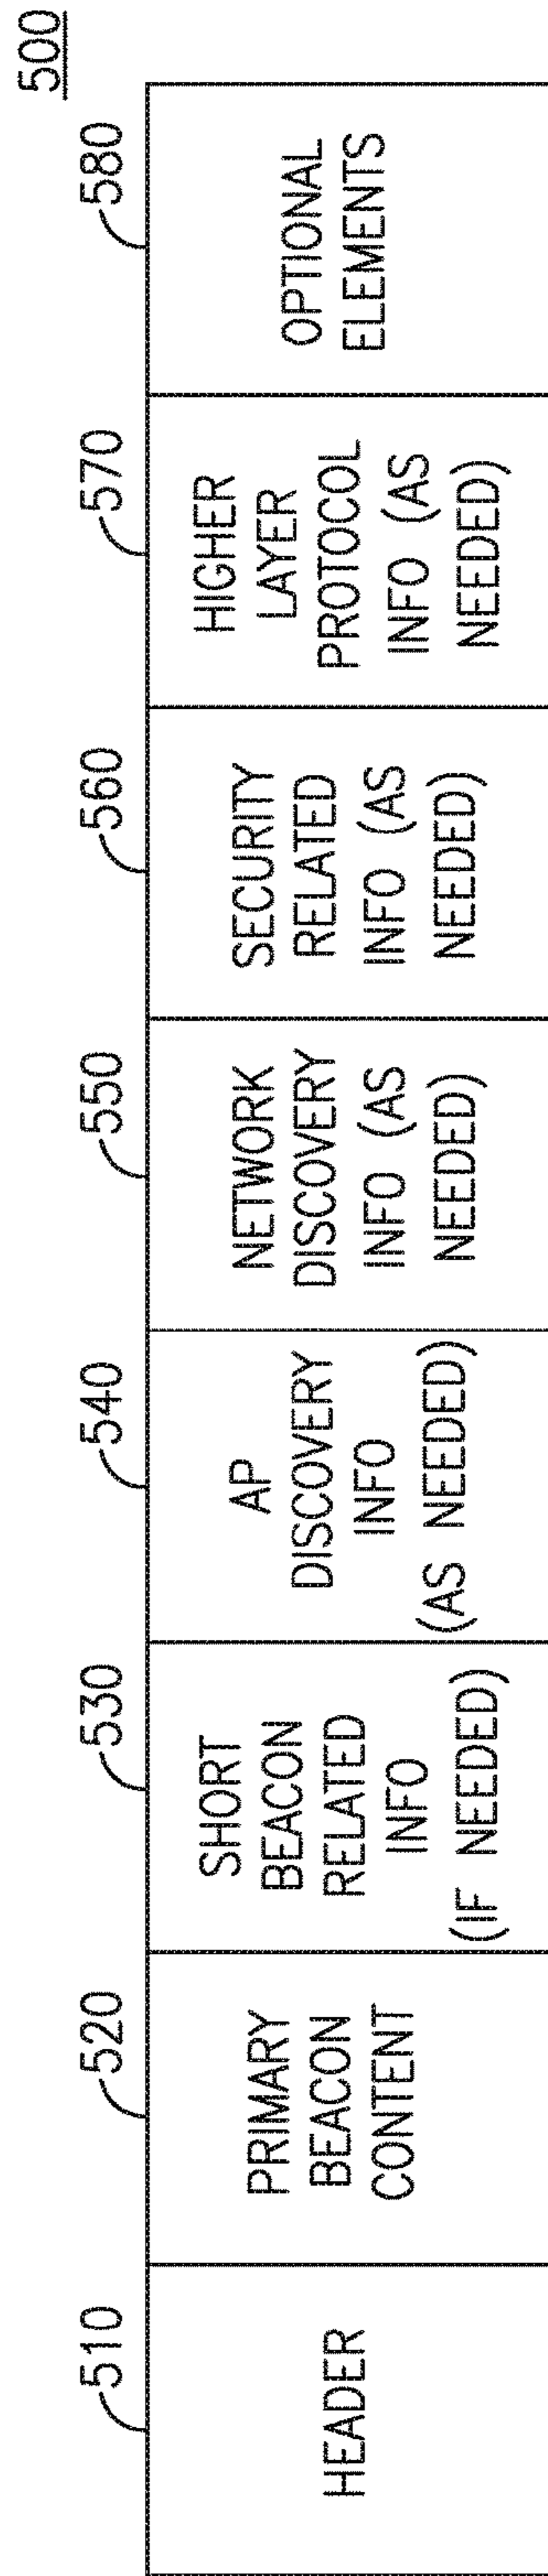 500
510
520
530
540
550
560
570
580
HEADER
PRIMARY
BEACON
CONTENT
SHORT
BEACON
RELATED
INFO
(IF NEEDED)
AP
DISCOVERY
INFO
(AS NEEDED)
NETWORK
DISCOVERY
INFO (AS
NEEDED)
SECURITY
RELATED
INFO (AS
NEEDED)
HIGHER
LAYER
PROTOCOL
INFO (AS
NEEDED)
OPTIONAL
ELEMENTS